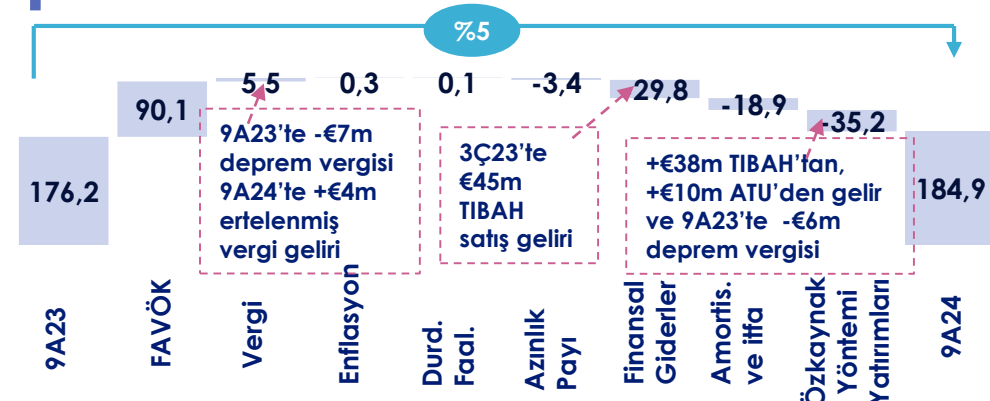 %5
5,5
0,3
0,1
-3,4
-29,8
-18,9
-35,2
90,1
176,2
184,9
9A23’te -€7m
deprem vergisi
9A24’te +€4m
ertelenmiş
vergi geliri
3Ç23’te
€45m
TIBAH
satış geliri
+€38m TIBAH’tan,
+€10m ATU’den gelir
ve 9A23’te -€6m
deprem vergisi
9A23
FAVÖK
Vergi
Enflasyon
Durd.
Faal.
Azınlık
Payı
Finansal
Giderler
Amortis.
ve itfa
Özkaynak
Yöntemi
Yatırımları
9A24